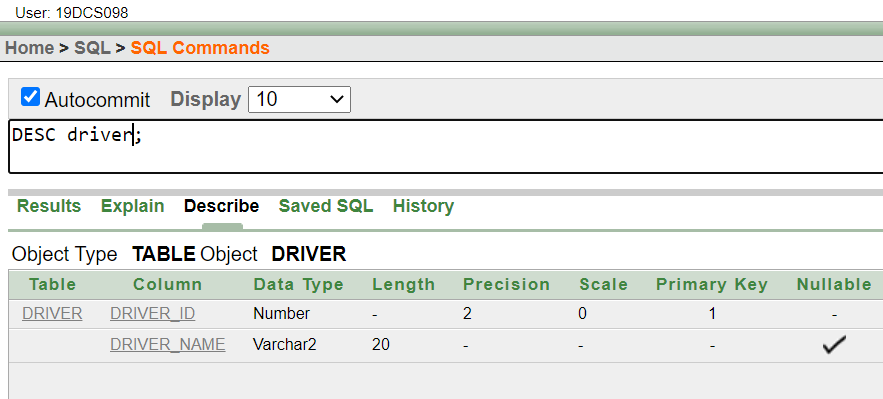 User: 19DCS098
Home > SQL > SQL Commands
Autocommit Display 10
DESC driver;
Results Explain Describe Saved SQL History
Object Type TABLE Object DRIVER
Table Column Data Type Length Precision Scale Primary Key Nullable
DRIVER DRIVER_ID Number - 2 0 1 -
DRIVER_NAME Varchar2 20 - - -